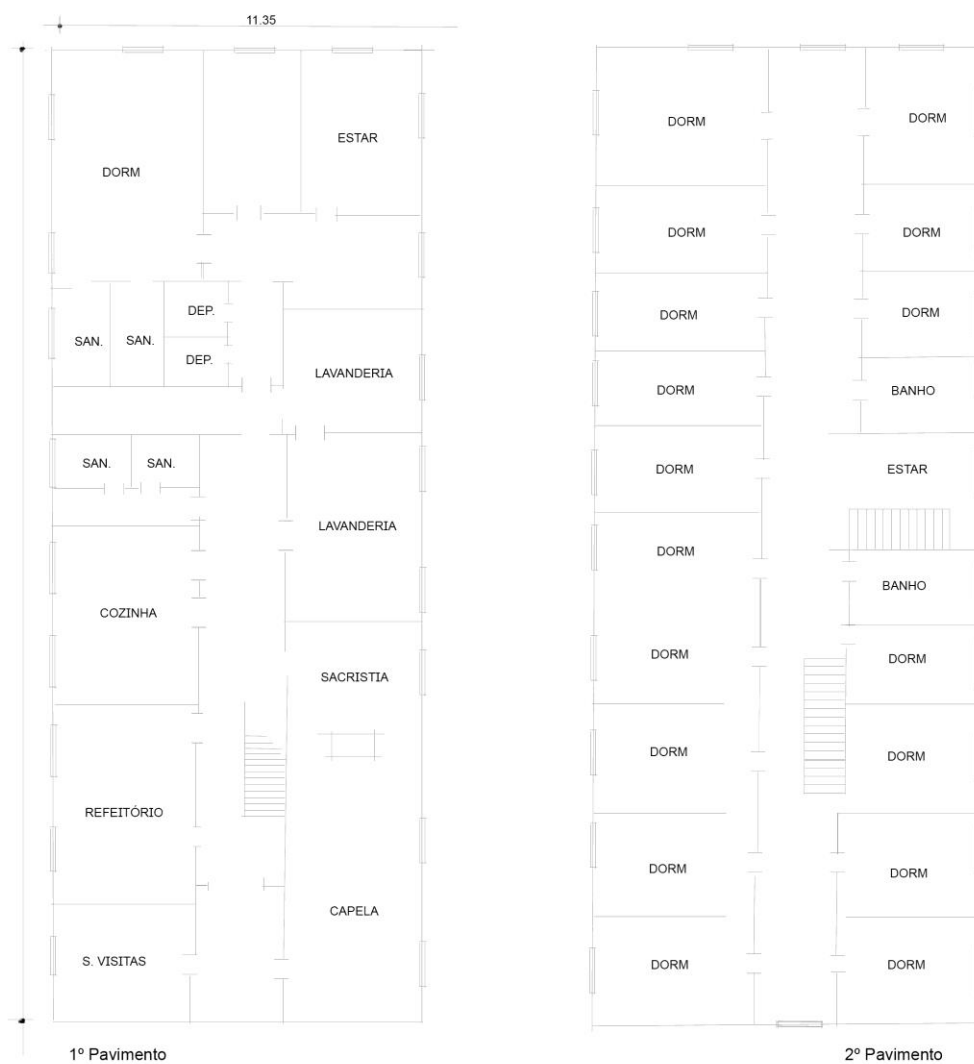 11.35
DORM
ESTAR
SAN.
SAN.
DEP.
DEP.
LAVANDERIA
SAN.
SAN.
LAVANDERIA
COZINHA
SACRISTIA
REFEITÓRIO
CAPELA
S. VISITAS
1º Pavimento
DORM
DORM
DORM
DORM
DORM
DORM
DORM
BANHO
DORM
ESTAR
DORM
BANHO
DORM
DORM
DORM
DORM
DORM
DORM
DORM
DORM
2º Pavimento